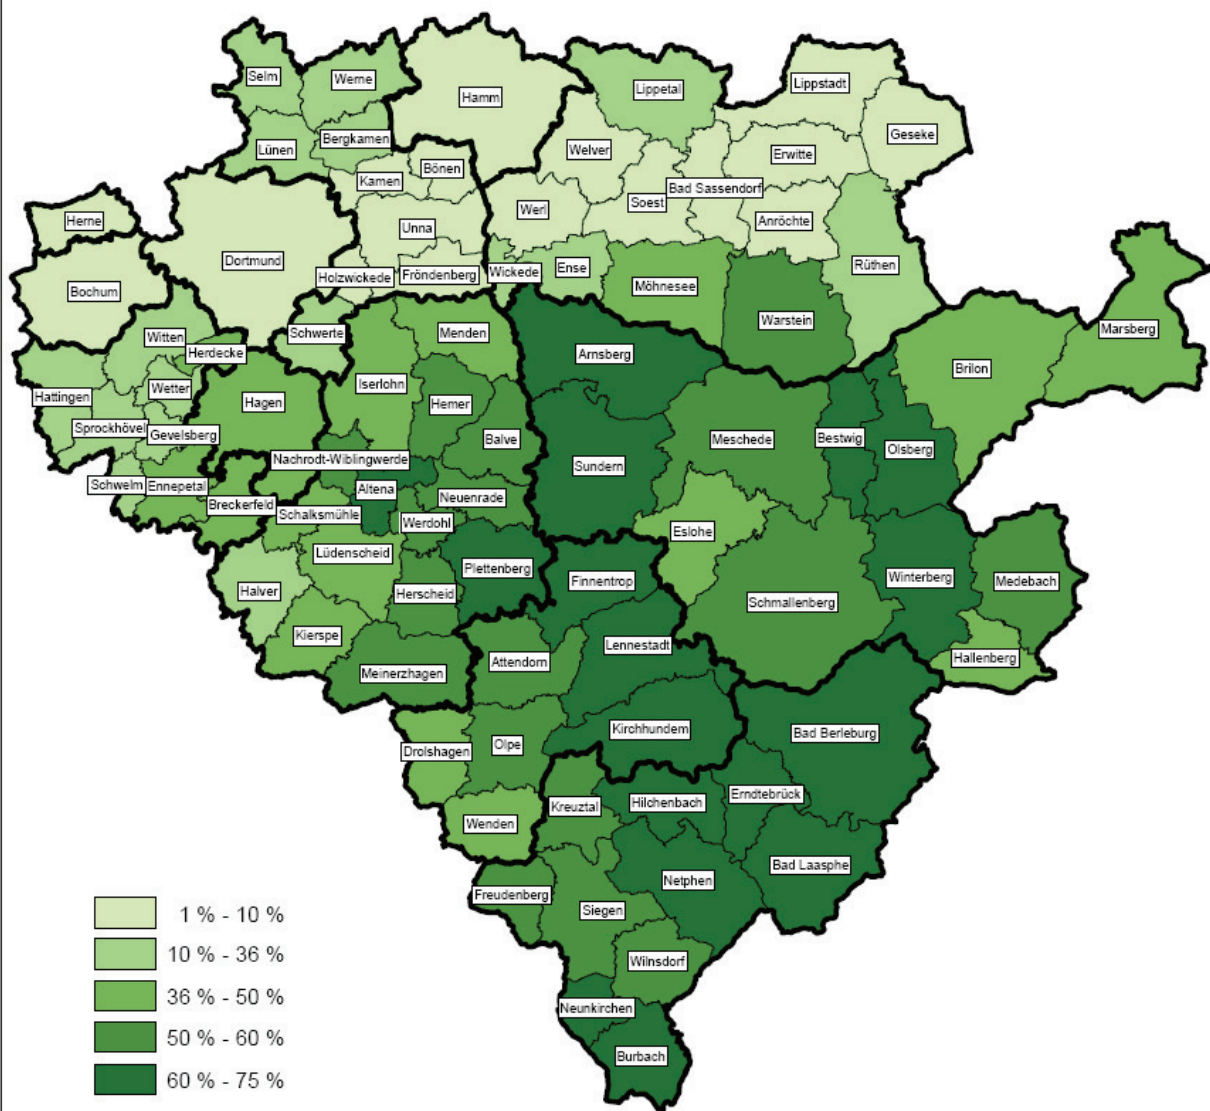 Selm
Werne
Hamm
Lippetal
Lippstadt
Geseke
Lünen
Bergkamen
Welver
Erwitte
Kamen
Bönen
Bad Sassendorf
Soest
Werl
Anröchte
Herne
Unna
Dortmund
Holzwickede
Fröndenberg
Wickede
Ense
Möhnesee
Rüthen
Bochum
Warstein
Marsberg
Witten
Schwerte
Menden
Herdecke
Arnsberg
Brilon
Hattingen
Wetter
Iserlohn
Hagen
Hemer
Sprockhövel
Gevelsberg
Balve
Meschede
Bestwig
Olsberg
Nachrodt-Wiblingwerde
Sundern
Schwelm
Ennepetal
Altena
Neuenrade
Breckerfeld
Schalksmühle
Werdohl
Eslohe
Lüdenscheid
Plettenberg
Finnentrop
Winterberg
Medebach
Halver
Herscheid
Schmallenberg
Kierspe
Lennestadt
Hallenberg
Meinerzhagen
Attendorn
Kirchhundem
Bad Berleburg
Drolshagen
Olpe
Erndtebrück
Kreuztal
Hilchenbach
Wenden
Bad Laasphe
Netphen
Freudenberg
Siegen
Wilnsdorf
Neunkirchen
Burbach
1 % - 10 %
10 % - 36 %
36 % - 50 %
50 % - 60 %
60 % - 75 %